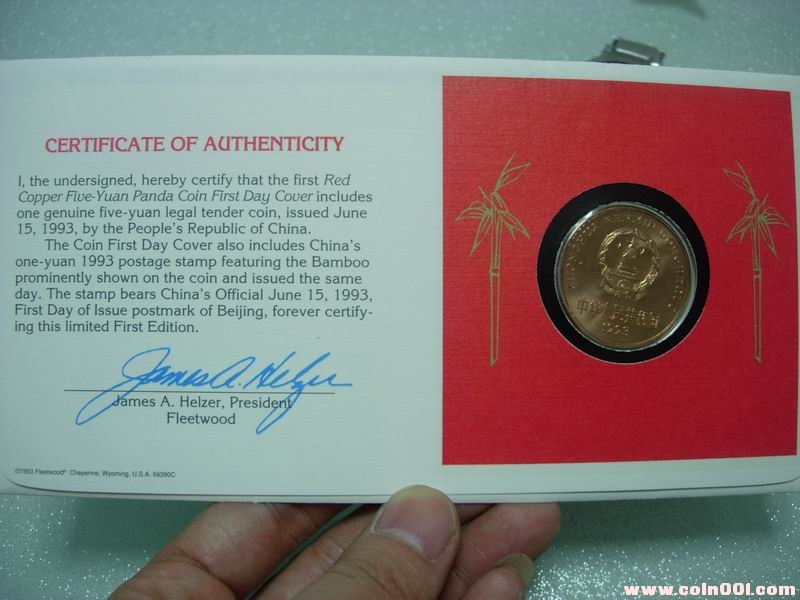 CERTIFICATE OF AUTHENTICITY
I, the undersigned, hereby certify that the first Red
Copper Five-Yuan Panda Coin First Day Cover includes
one genuine five-yuan legal tender coin, issued June
15, 1993, by the People's Republic of China.
The Coin First Day Cover also includes China's
one-yuan 1993 postage stamp featuring the Bamboo
prominently shown on the coin and issued the same
day. The stamp bears China's Official June 15, 1993,
First Day of Issue postmark of Beijing, forever certify-
ing this limited First Edition.
James A. Helzer
James A. Helzer, President
Fleetwood
©1993 Fleetwood® Cheyenne, Wyoming, U.S.A. 59390C
中华人民共和国
1993
www.coin001.com